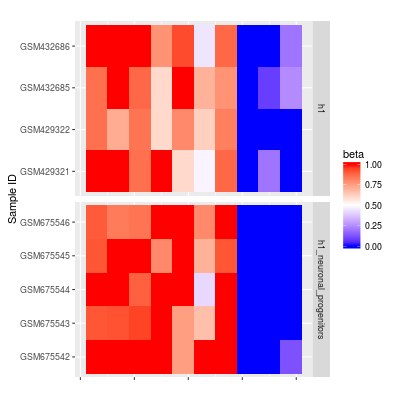 GSM432686
GSM432685
GSM429322
GSM429321
h1
GSM675546
GSM675545
GSM675544
GSM675543
GSM675542
h1_neuronal_progenitors
Sample ID
beta
1.00
0.75
0.50
0.25
0.00